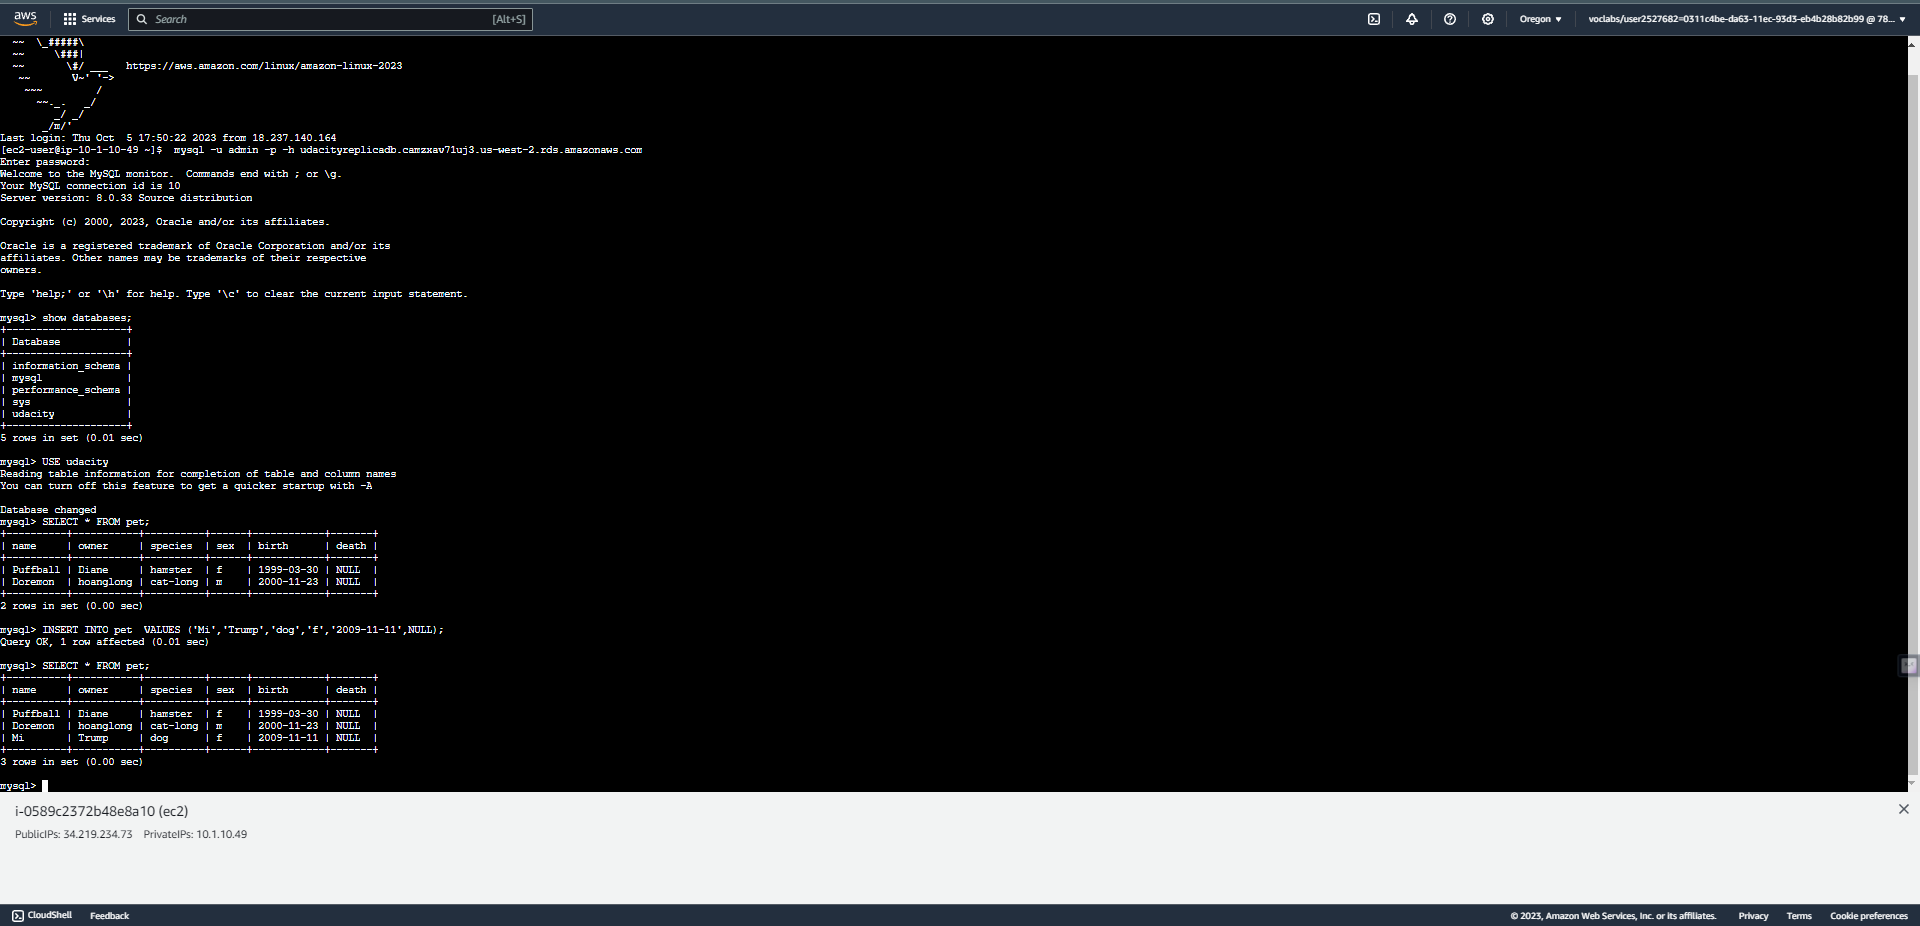 aws Services Search [Alt+S] Oregon ▼ voclabs/user2527682=0311c4be-da63-11ec-93d3-eb4b28b82b99 @ 78... ▼
~~  \_#####\
~~     \###|
~~       \#/ ___   https://aws.amazon.com/linux/amazon-linux-2023
~~       V~' '->
~~~         /
~~._.   _/
_/ _/
_/m/'
Last login: Thu Oct  5 17:50:22 2023 from 18.237.140.164
[ec2-user@ip-10-1-10-49 ~]$  mysql -u admin -p -h udacityreplicadb.camzxav71uj3.us-west-2.rds.amazonaws.com
Enter password:
Welcome to the MySQL monitor.  Commands end with ; or \g.
Your MySQL connection id is 10
Server version: 8.0.33 Source distribution
Copyright (c) 2000, 2023, Oracle and/or its affiliates.
Oracle is a registered trademark of Oracle Corporation and/or its
affiliates. Other names may be trademarks of their respective
owners.
Type 'help;' or '\h' for help. Type '\c' to clear the current input statement.
mysql> show databases;
+--------------------+
| Database           |
+--------------------+
| information_schema |
| mysql              |
| performance_schema |
| sys                |
| udacity            |
+--------------------+
5 rows in set (0.01 sec)
mysql> USE udacity
Reading table information for completion of table and column names
You can turn off this feature to get a quicker startup with -A
Database changed
mysql> SELECT * FROM pet;
+----------+-----------+----------+------+------------+-------+
| name     | owner     | species  | sex  | birth      | death |
+----------+-----------+----------+------+------------+-------+
| Puffball | Diane     | hamster  | f    | 1999-03-30 | NULL  |
| Doremon  | hoanglong | cat-long | m    | 2000-11-23 | NULL  |
+----------+-----------+----------+------+------------+-------+
2 rows in set (0.00 sec)
mysql> INSERT INTO pet  VALUES ('Mi','Trump','dog','f','2009-11-11',NULL);
Query OK, 1 row affected (0.01 sec)
mysql> SELECT * FROM pet;
+----------+-----------+----------+------+------------+-------+
| name     | owner     | species  | sex  | birth      | death |
+----------+-----------+----------+------+------------+-------+
| Puffball | Diane     | hamster  | f    | 1999-03-30 | NULL  |
| Doremon  | hoanglong | cat-long | m    | 2000-11-23 | NULL  |
| Mi       | Trump     | dog      | f    | 2009-11-11 | NULL  |
+----------+-----------+----------+------+------------+-------+
3 rows in set (0.00 sec)
mysql>
i-0589c2372b48e8a10 (ec2)
PublicIPs: 34.219.234.73 PrivateIPs: 10.1.10.49
CloudShell Feedback © 2023, Amazon Web Services, Inc. or its affiliates. Privacy Terms Cookie preferences